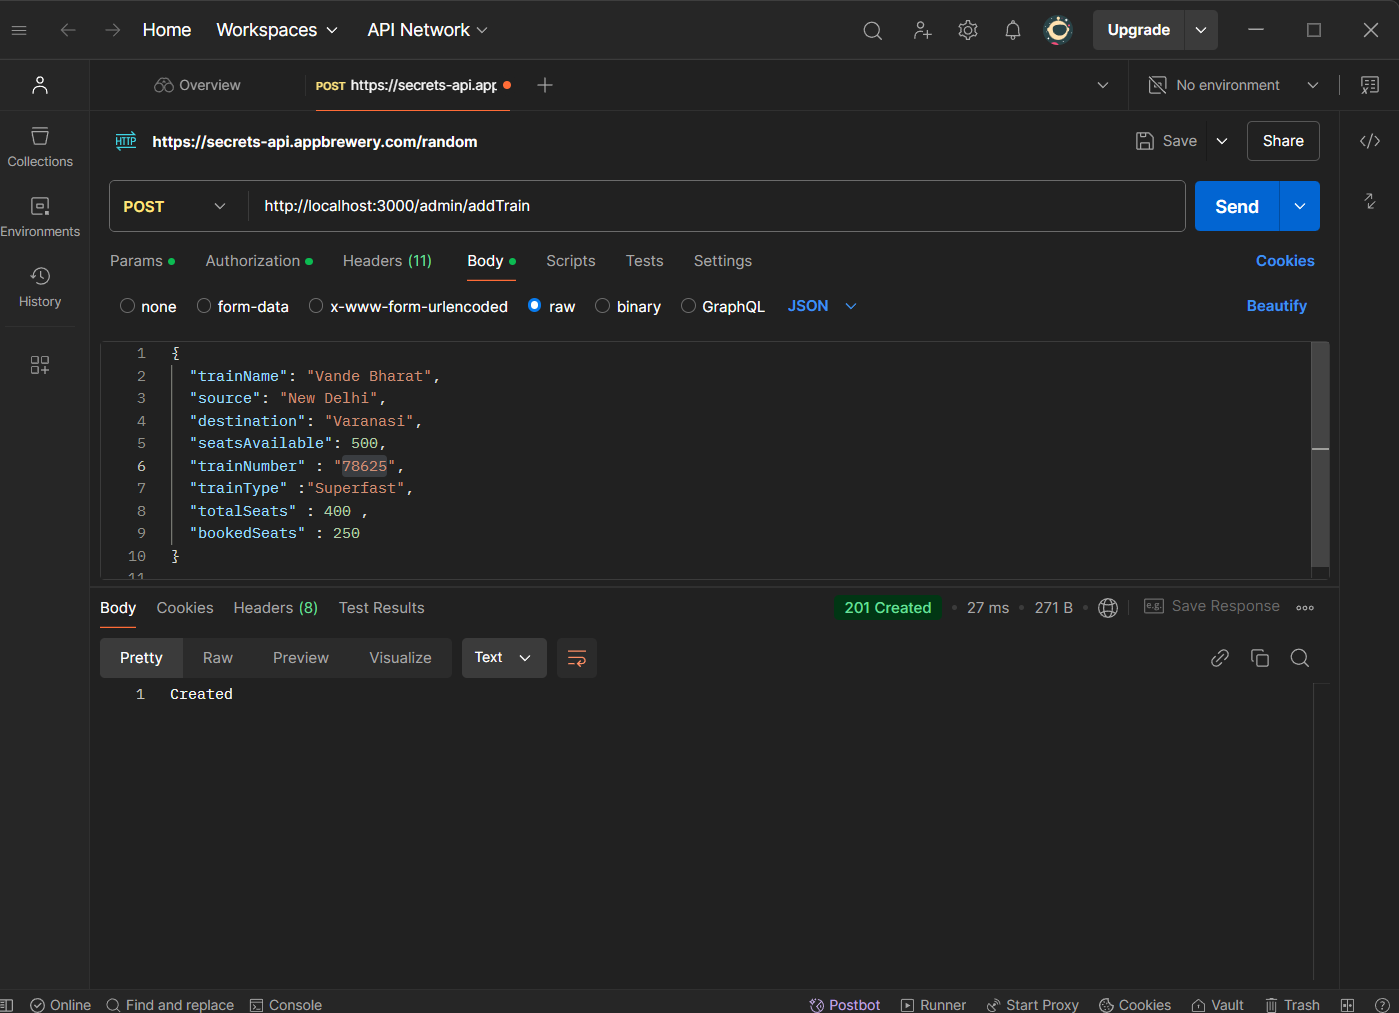 Home Workspaces API Network Upgrade
Overview POST https://secrets-api.app No environment
HTTP https://secrets-api.appbrewery.com/random Save Share
Collections
POST http://localhost:3000/admin/addTrain Send
Environments
Params Authorization Headers (11) Body Scripts Tests Settings Cookies
History
none form-data x-www-form-urlencoded raw binary GraphQL JSON Beautify
1 {
2 "trainName": "Vande Bharat",
3 "source": "New Delhi",
4 "destination": "Varanasi",
5 "seatsAvailable": 500,
6 "trainNumber" : "78625",
7 "trainType" :"Superfast",
8 "totalSeats" : 400 ,
9 "bookedSeats" : 250
10 }
11
Body Cookies Headers (8) Test Results 201 Created 27 ms 271 B e.g. Save Response
Pretty Raw Preview Visualize Text
1 Created
Online Find and replace Console Postbot Runner Start Proxy Cookies Vault Trash